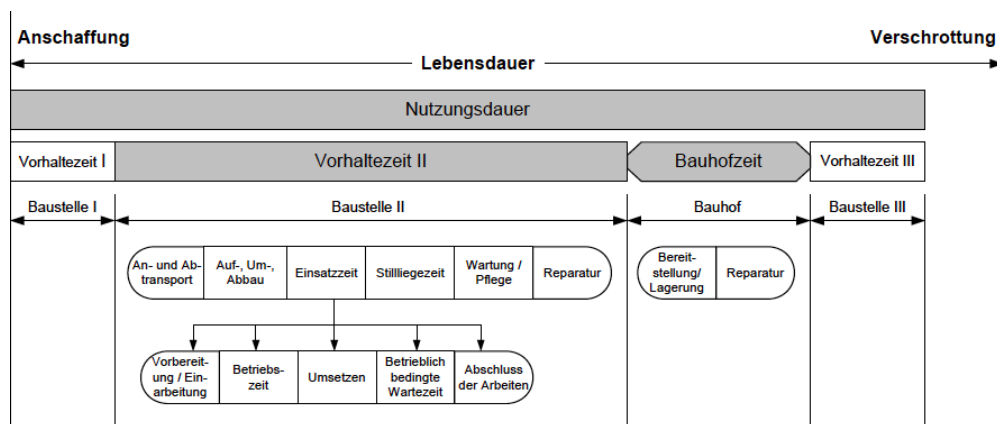 Anschaffung
Verschrottung
Lebensdauer
Nutzungsdauer
Vorhaltezeit I
Vorhaltezeit II
Bauhofzeit
Vorhaltezeit III
Baustelle I
Baustelle II
Bauhof
Baustelle III
An- und Ab-
transport
Auf-, Um-,
Abbau
Einsatzzeit
Stillliegezeit
Wartung /
Pflege
Reparatur
Bereit-
stellung/
Lagerung
Reparatur
Vorbereit-
ung / Ein-
arbeitung
Betriebs-
zeit
Umsetzen
Betrieblich
bedingte
Wartezeit
Abschluss
der Arbeiten